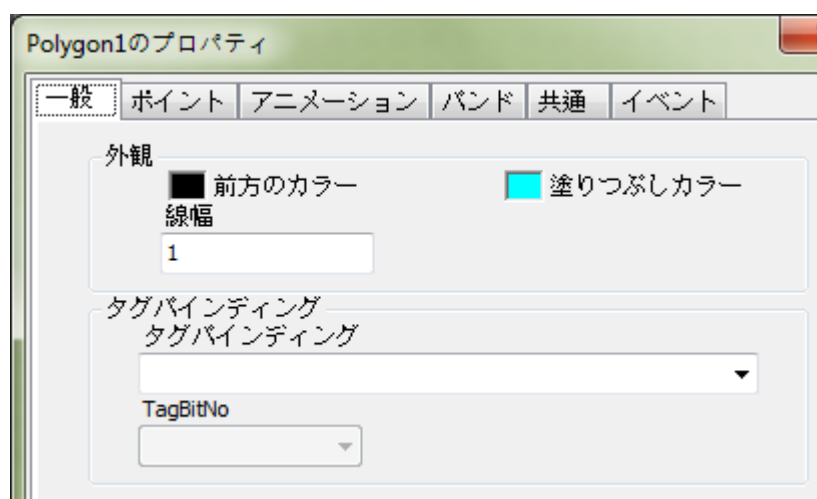 Polygon1のプロパティ
一般 ポイント アニメーション バンド 共通 イベント
外観
前方のカラー 塗りつぶしカラー
線幅
1
タグバインディング
タグバインディング
TagBitNo